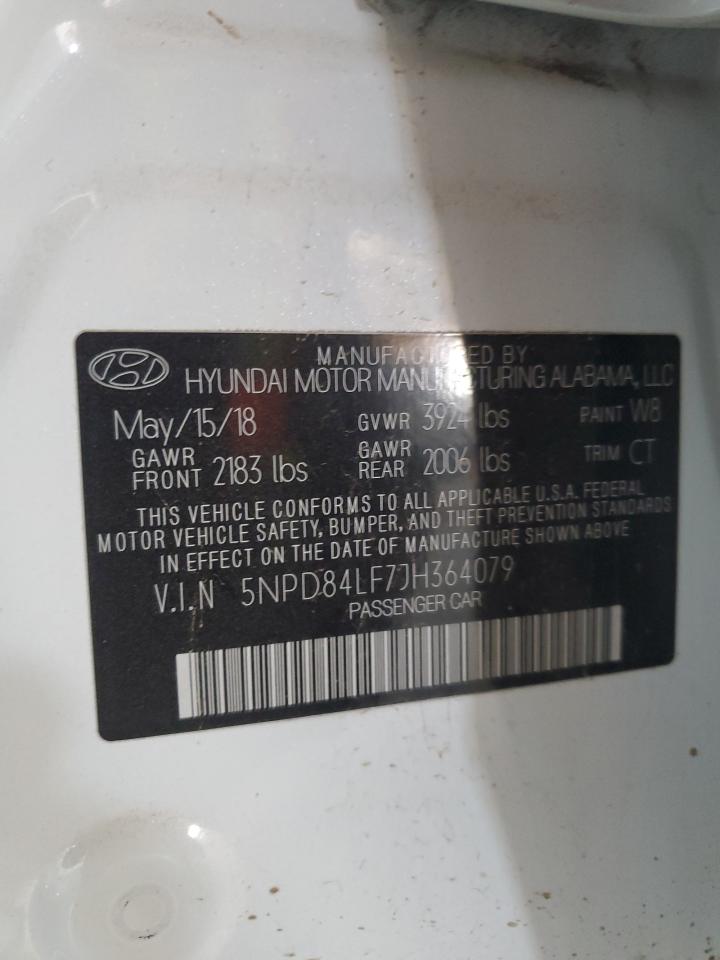 MANUFACTURED BY
HYUNDAI MOTOR MANUFACTURING ALABAMA, LLC
May/15/18 GVWR 3924 lbs PAINT W8
GAWR FRONT 2183 lbs GAWR REAR 2006 lbs TRIM CT
THIS VEHICLE CONFORMS TO ALL APPLICABLE U.S.A. FEDERAL
MOTOR VEHICLE SAFETY, BUMPER, AND THEFT PREVENTION STANDARDS
IN EFFECT ON THE DATE OF MANUFACTURE SHOWN ABOVE
V.I.N 5NPD84LF7JH364079
PASSENGER CAR